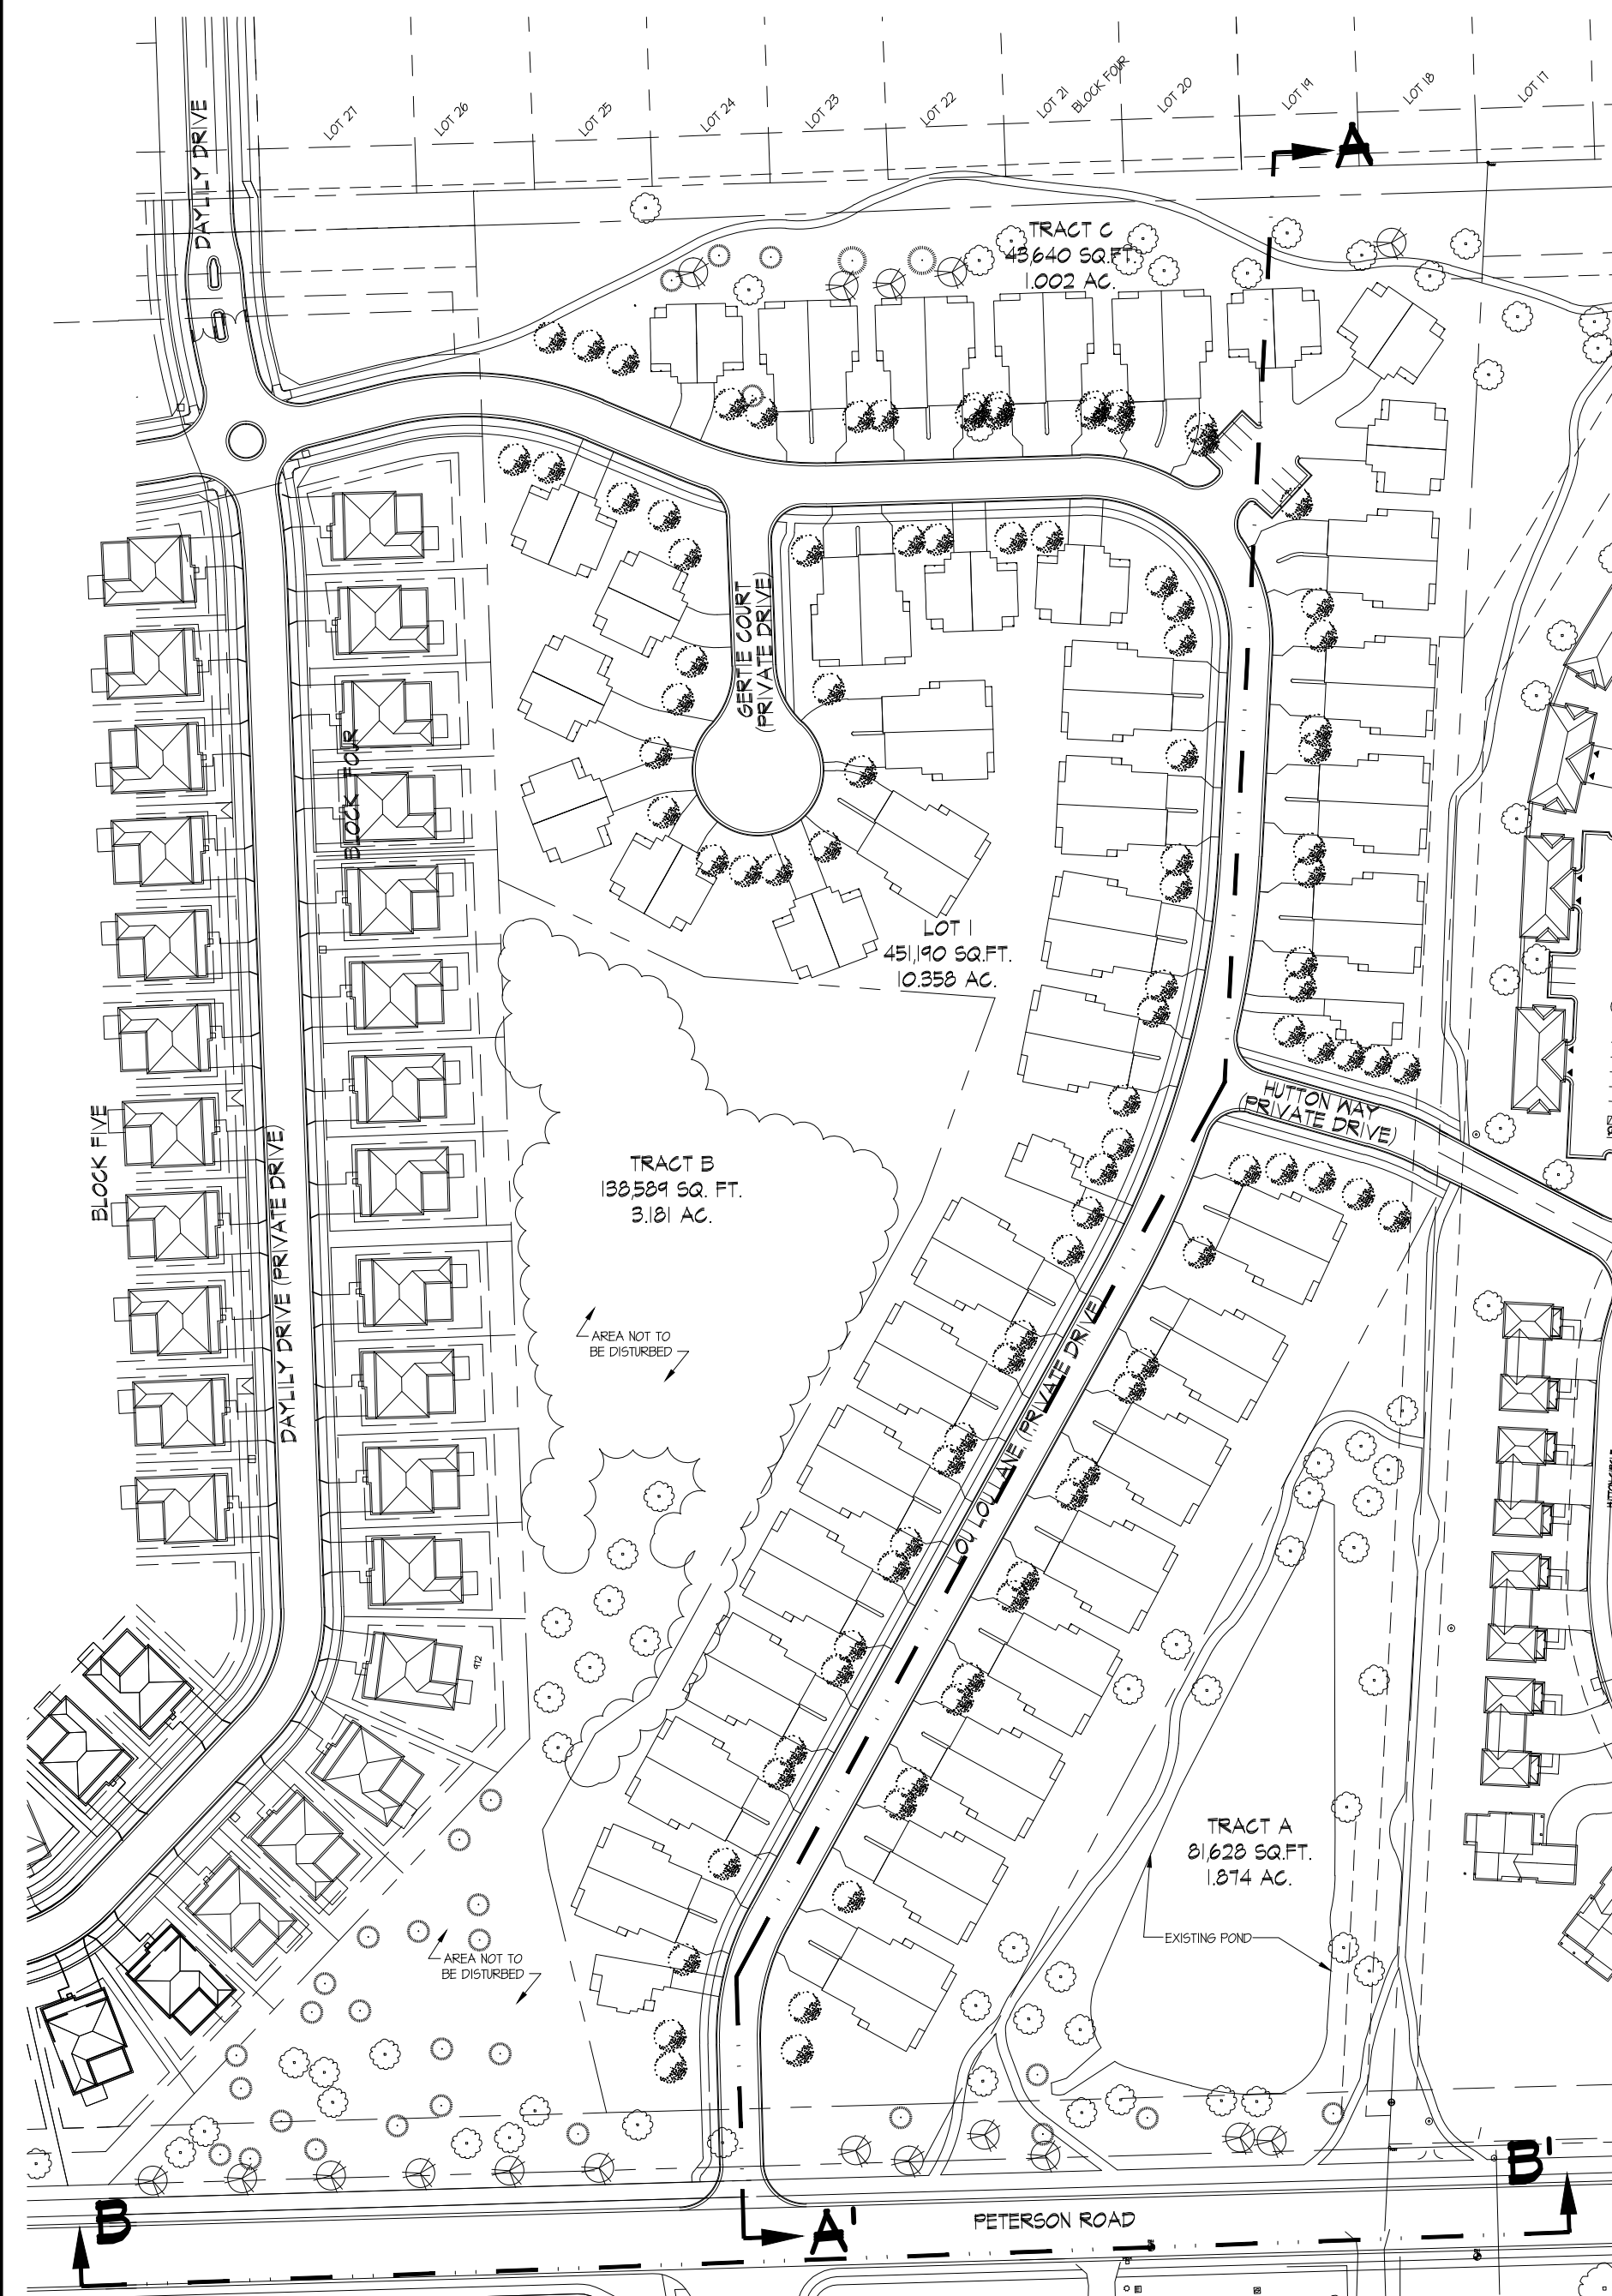 DAYLILY DRIVE
LOT 27
LOT 26
LOT 25
LOT 24
LOT 23
LOT 22
LOT 21
BLOCK FOUR
LOT 20
LOT 19
LOT 18
LOT 17
A
TRACT C
43,640 SQ.FT.
1.002 AC.
GERTIE COURT
(PRIVATE DRIVE)
BLOCK FOUR
LOT 1
451,190 SQ.FT.
10.358 AC.
HUTTON WAY
(PRIVATE DRIVE)
BLOCK FIVE
DAYLILY DRIVE (PRIVATE DRIVE)
TRACT B
138,589 SQ. FT.
3.181 AC.
AREA NOT TO
BE DISTURBED
LOU LOU LANE (PRIVATE DRIVE)
972
TRACT A
81,628 SQ.FT.
1.874 AC.
EXISTING POND
AREA NOT TO
BE DISTURBED
B
A'
PETERSON ROAD
B'